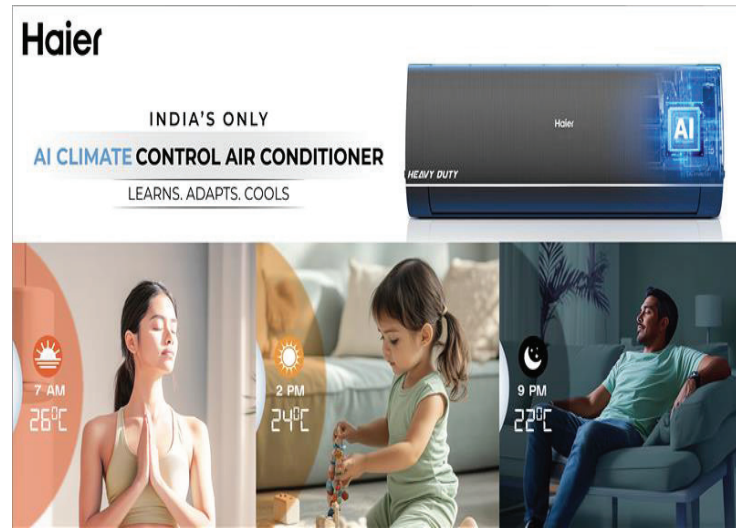 Haier
INDIA'S ONLY
AI CLIMATE CONTROL AIR CONDITIONER
LEARNS. ADAPTS. COOLS
Haier
AI
HEAVY DUTY
7 AM
26°C
2 PM
24°C
9 PM
22°C